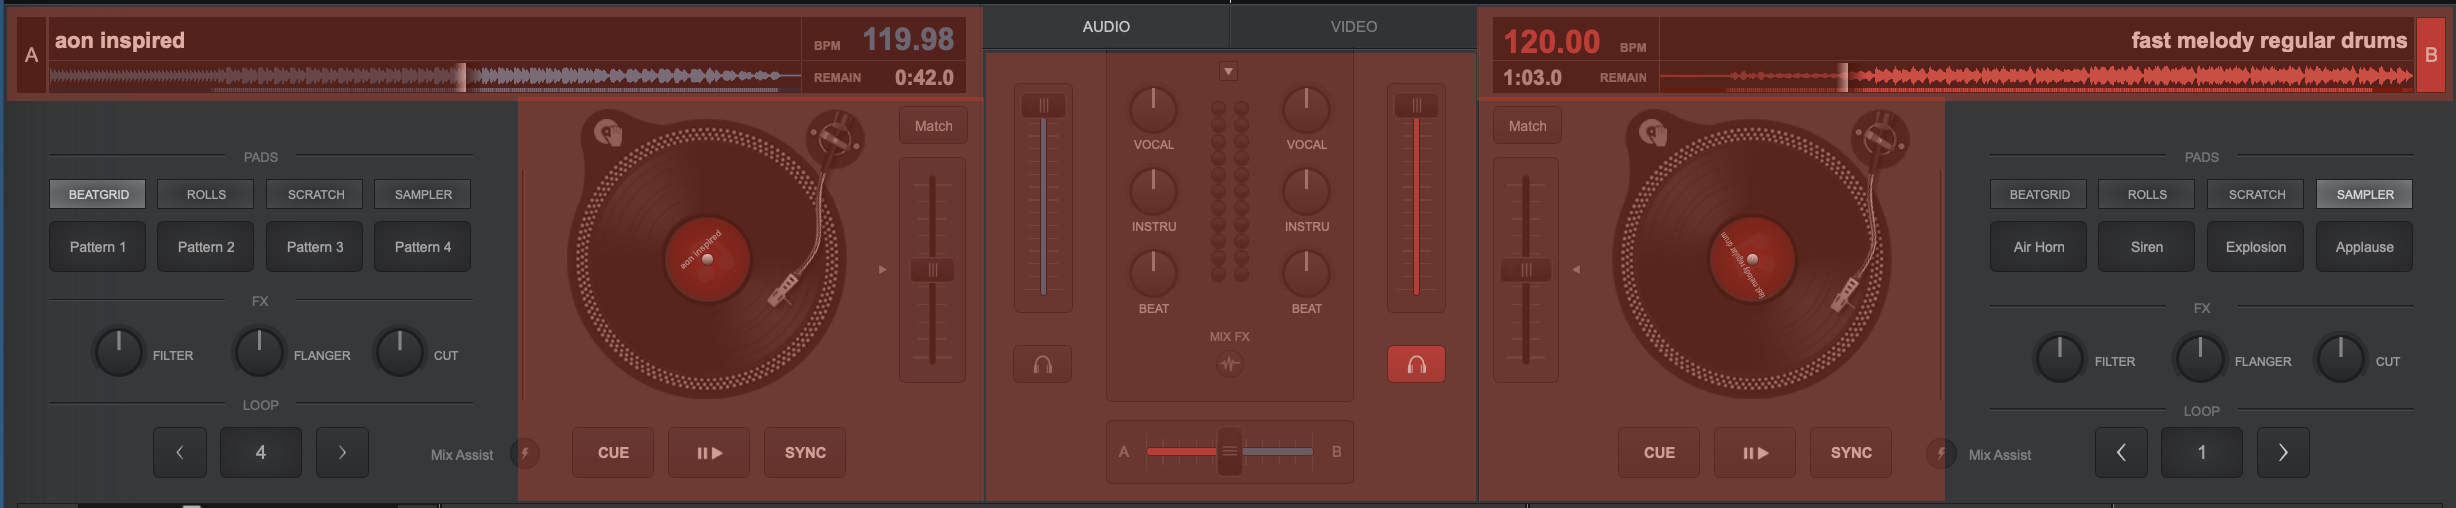 A
aon inspired
BPM 119.98
REMAIN 0:42.0
AUDIO
VIDEO
120.00 BPM
fast melody regular drums
1:03.0 REMAIN
B
PADS
BEATGRID ROLLS SCRATCH SAMPLER
Pattern 1 Pattern 2 Pattern 3 Pattern 4
FX
FILTER FLANGER CUT
LOOP
4
Mix Assist
Match
aon inspired
CUE
SYNC
VOCAL VOCAL
INSTRU INSTRU
BEAT BEAT
MIX FX
A B
Match
fast melody regular drum
CUE
SYNC
PADS
BEATGRID ROLLS SCRATCH SAMPLER
Air Horn Siren Explosion Applause
FX
FILTER FLANGER CUT
LOOP
1
Mix Assist